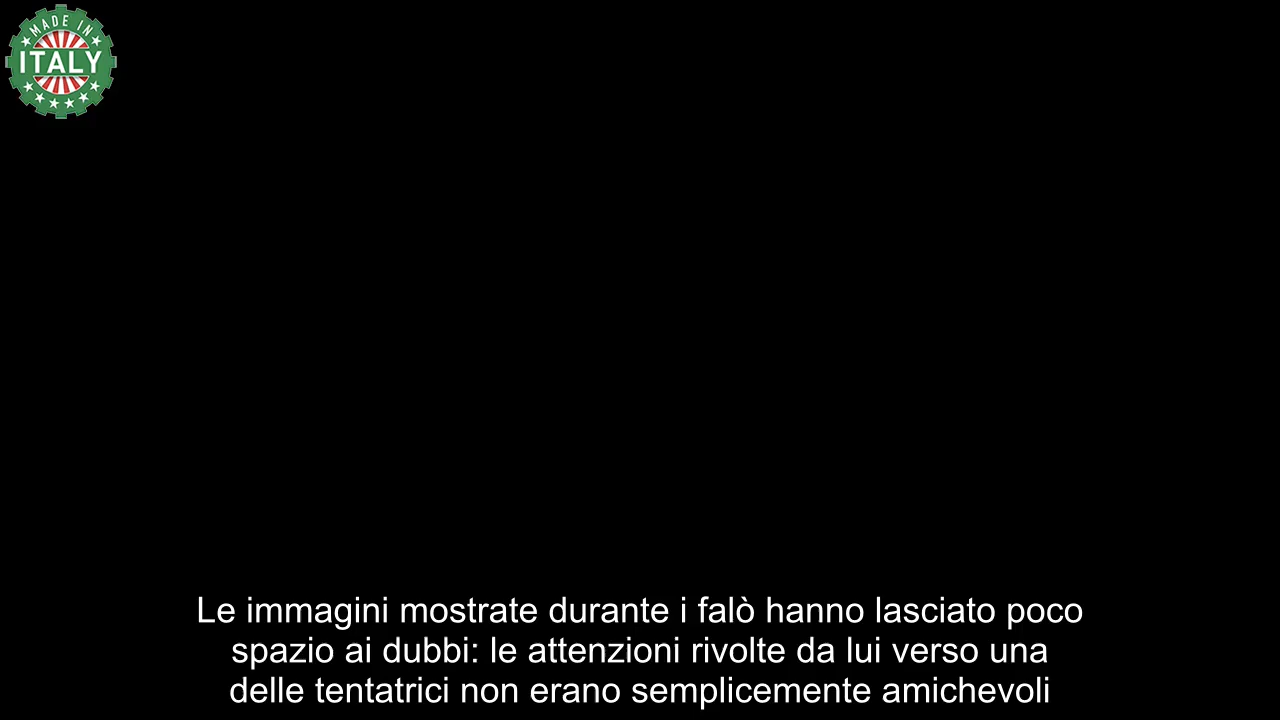 MADE IN
ITALY
Le immagini mostrate durante i falò hanno lasciato poco
spazio ai dubbi: le attenzioni rivolte da lui verso una
delle tentatrici non erano semplicemente amichevoli